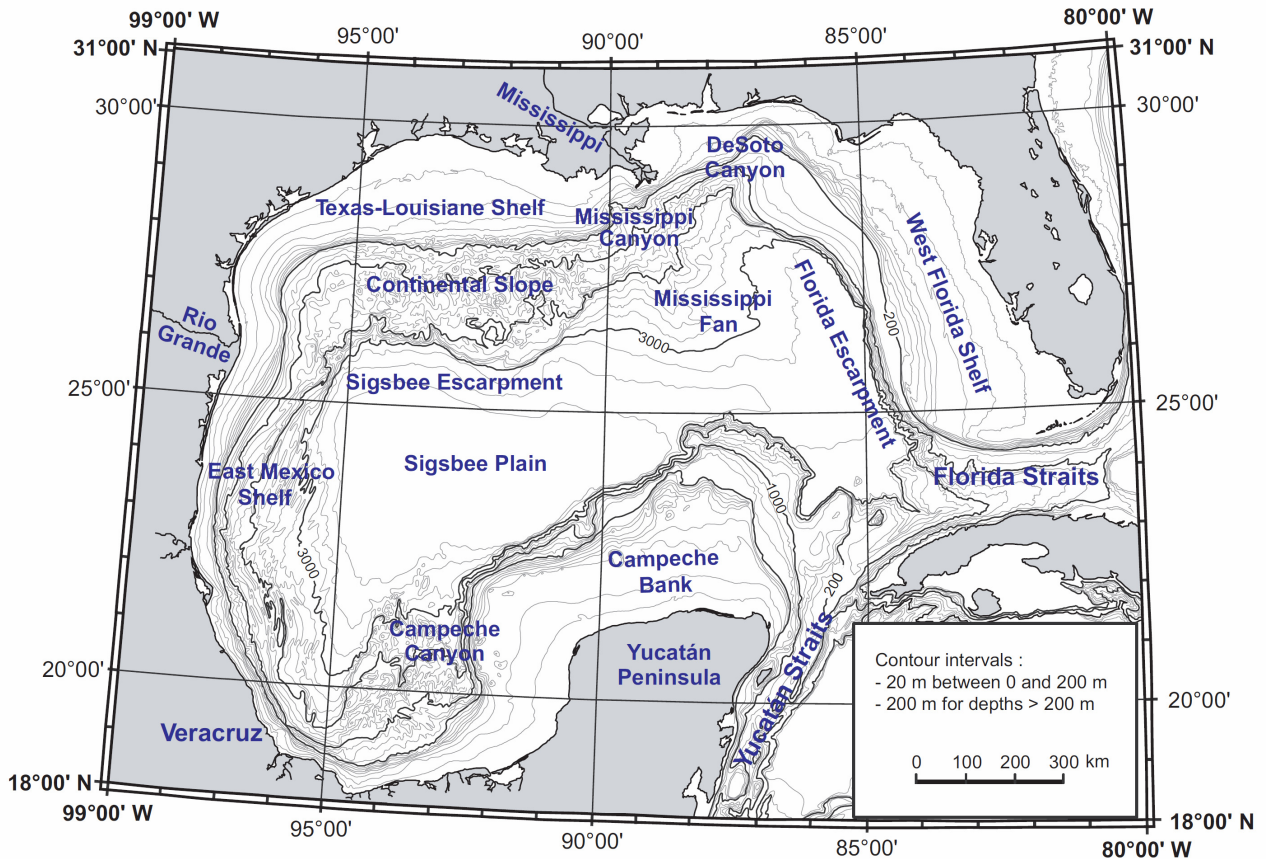 99°00' W
80°00' W
95°00'
90°00'
85°00'
31°00' N
31°00' N
30°00'
30°00'
Mississippi
DeSoto
Canyon
Texas-Louisiane Shelf
Mississippi
Canyon
West Florida Shelf
Continental Slope
Mississippi
Fan
Florida Escarpment
200
Rio
Grande
3000
Sigsbee Escarpment
25°00'
25°00'
East Mexico
Shelf
Sigsbee Plain
Florida Straits
1000
3000
Campeche
Bank
200
Campeche
Canyon
Yucatán
Peninsula
Yucatán Straits
20°00'
20°00'
Veracruz
Contour intervals :
- 20 m between 0 and 200 m
- 200 m for depths > 200 m
0 100 200 300 km
18°00' N
18°00' N
99°00' W
95°00'
90°00'
85°00'
80°00' W